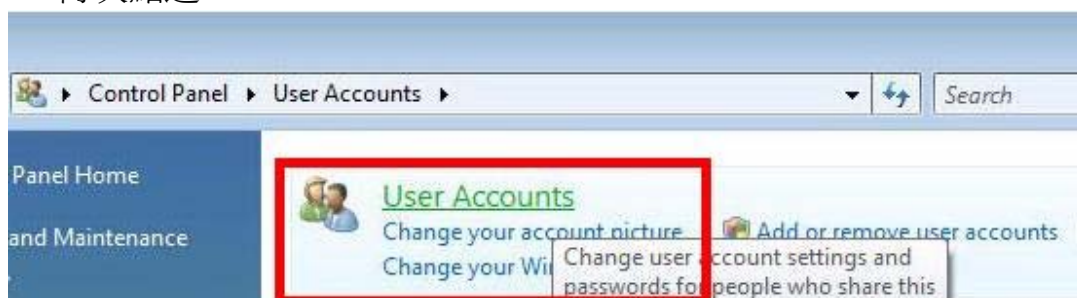 Control Panel ▸ User Accounts ▸ Search
Panel Home
User Accounts
and Maintenance
Change your account picture
Add or remove user accounts
Change your Wi
Change user account settings and
passwords for people who share this